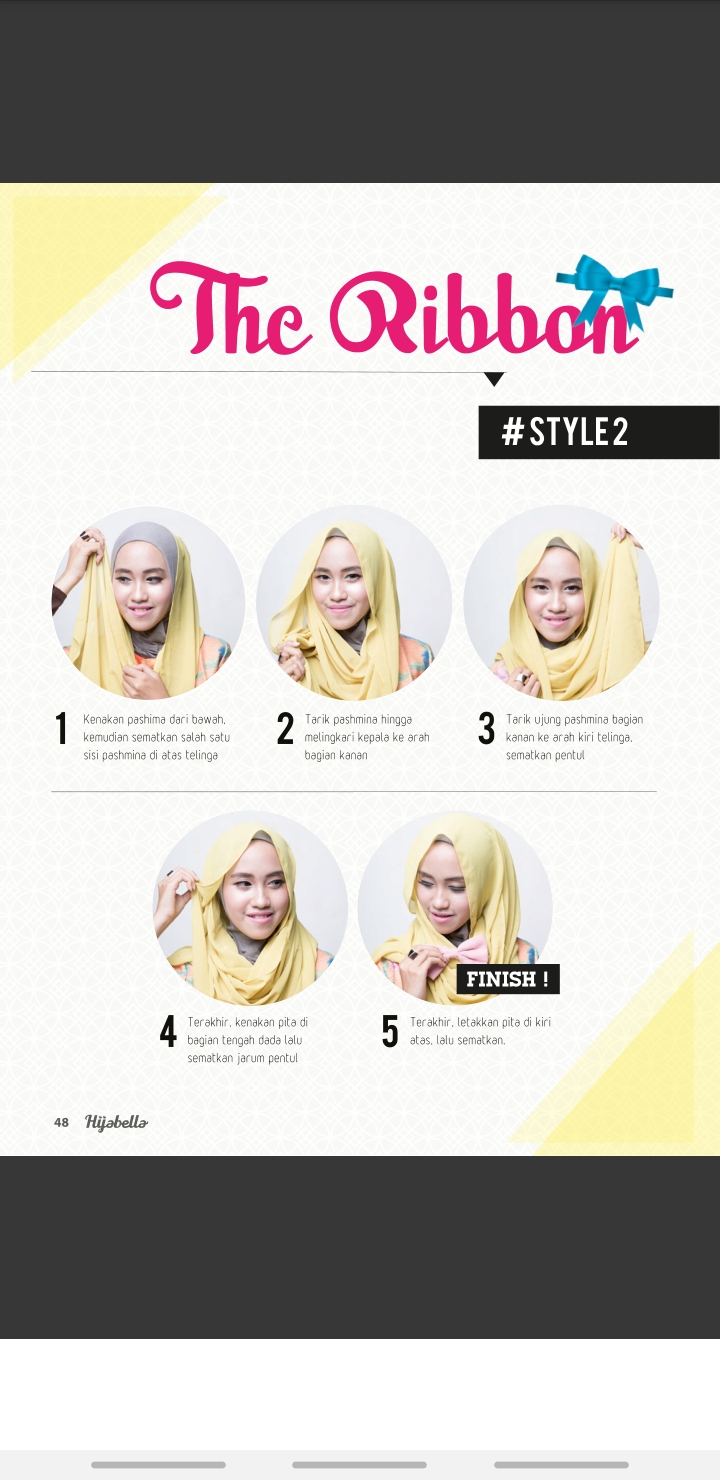 The Ribbon
#STYLE2
1 Kenakan pashima dari bawah,
kemudian sematkan salah satu
sisi pashmina di atas telinga
2 Tarik pashmina hingga
melingkari kepala ke arah
bagian kanan
3 Tarik ujung pashmina bagian
kanan ke arah kiri telinga,
sematkan pentul
FINISH !
4 Terakhir, kenakan pita di
bagian tengah dada lalu
sematkan jarum pentul
5 Terakhir, letakkan pita di kiri
atas, lalu sematkan.
48 Hijabella